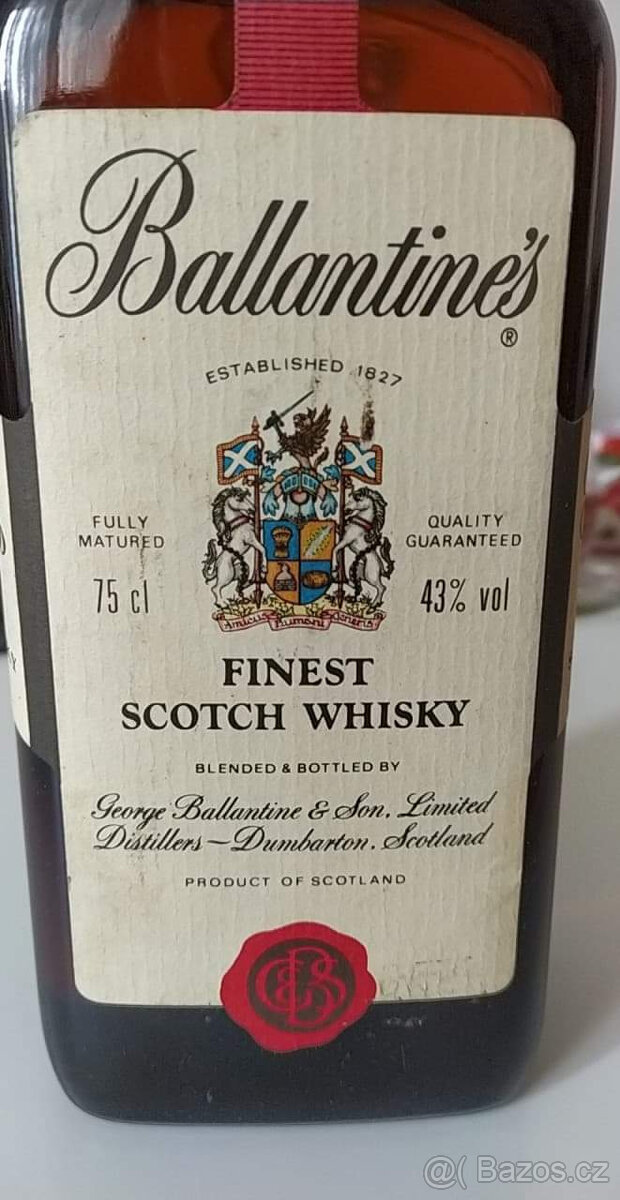 Ballantine's
®
ESTABLISHED 1827
FULLY MATURED
QUALITY GUARANTEED
75 cl
43% vol
Amicus Humani Generis
FINEST
SCOTCH WHISKY
BLENDED & BOTTLED BY
George Ballantine & Son, Limited
Distillers—Dumbarton, Scotland
PRODUCT OF SCOTLAND
GB&S
@( Bazos.cz